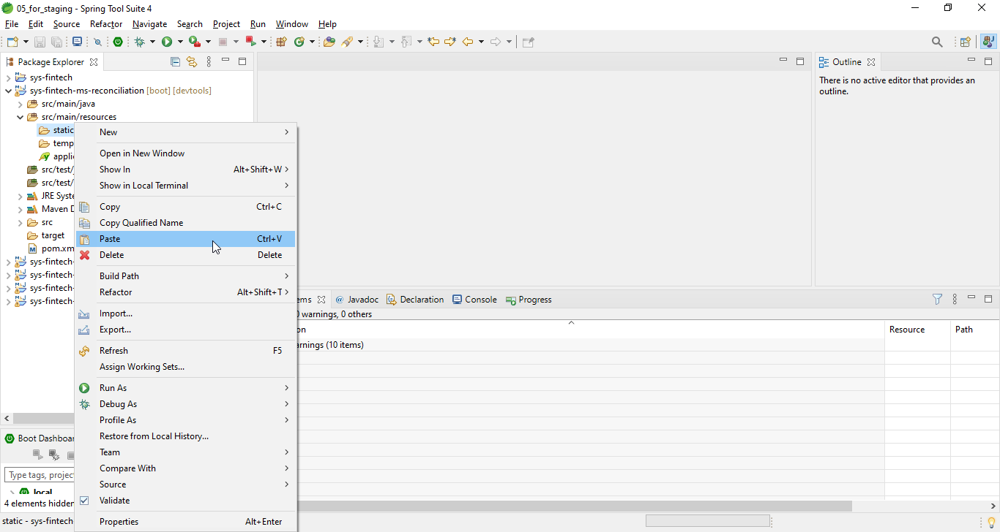 05_for_staging - Spring Tool Suite 4
File Edit Source Refactor Navigate Search Project Run Window Help
Package Explorer
sys-fintech
sys-fintech-ms-reconciliation [boot] [devtools]
src/main/java
src/main/resources
static
temp
appli
src/test/
src/test/
JRE Syste
Maven D
src
target
pom.xm
sys-fintech-
sys-fintech-
sys-fintech-
sys-fintech-
New
Open in New Window
Show In Alt+Shift+W
Show in Local Terminal
Copy Ctrl+C
Copy Qualified Name
Paste Ctrl+V
Delete Delete
Build Path
Refactor Alt+Shift+T
Import...
Export...
Refresh F5
Assign Working Sets...
Run As
Debug As
Profile As
Restore from Local History...
Team
Compare With
Source
Validate
Properties Alt+Enter
Outline
There is no active editor that provides an
outline.
ems @ Javadoc Declaration Console Progress
warnings, 0 others
on Resource Path
arnings (10 items)
Boot Dashboar
Type tags, projec
local
4 elements hidden
static - sys-fintech